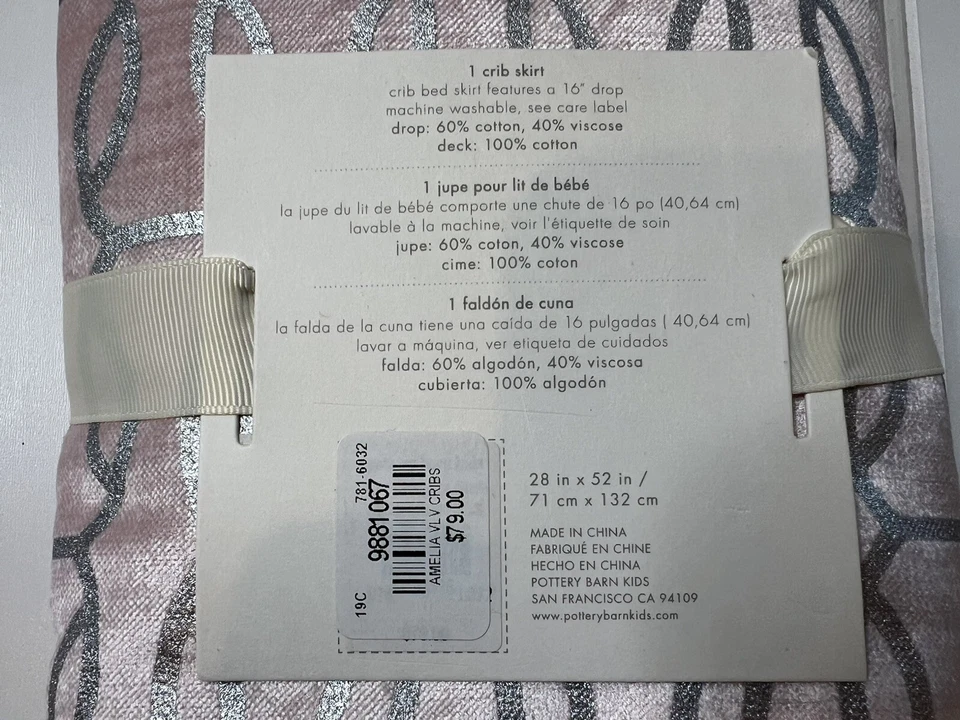 1 crib skirt
crib bed skirt features a 16" drop
machine washable, see care label
drop: 60% cotton, 40% viscose
deck: 100% cotton
1 jupe pour lit de bébé
la jupe du lit de bébé comporte une chute de 16 po (40,64 cm)
lavable à la machine, voir l'étiquette de soin
jupe: 60% coton, 40% viscose
cime: 100% coton
1 faldón de cuna
la falda de la cuna tiene una caída de 16 pulgadas ( 40,64 cm)
lavar a máquina, ver etiqueta de cuidados
falda: 60% algodón, 40% viscosa
cubierta: 100% algodón
19C 781-6032
9881067
AMELIA VLV CRIBS
$79.00
28 in x 52 in /
71 cm x 132 cm
MADE IN CHINA
FABRIQUÉ EN CHINE
HECHO EN CHINA
POTTERY BARN KIDS
SAN FRANCISCO CA 94109
www.potterybarnkids.com